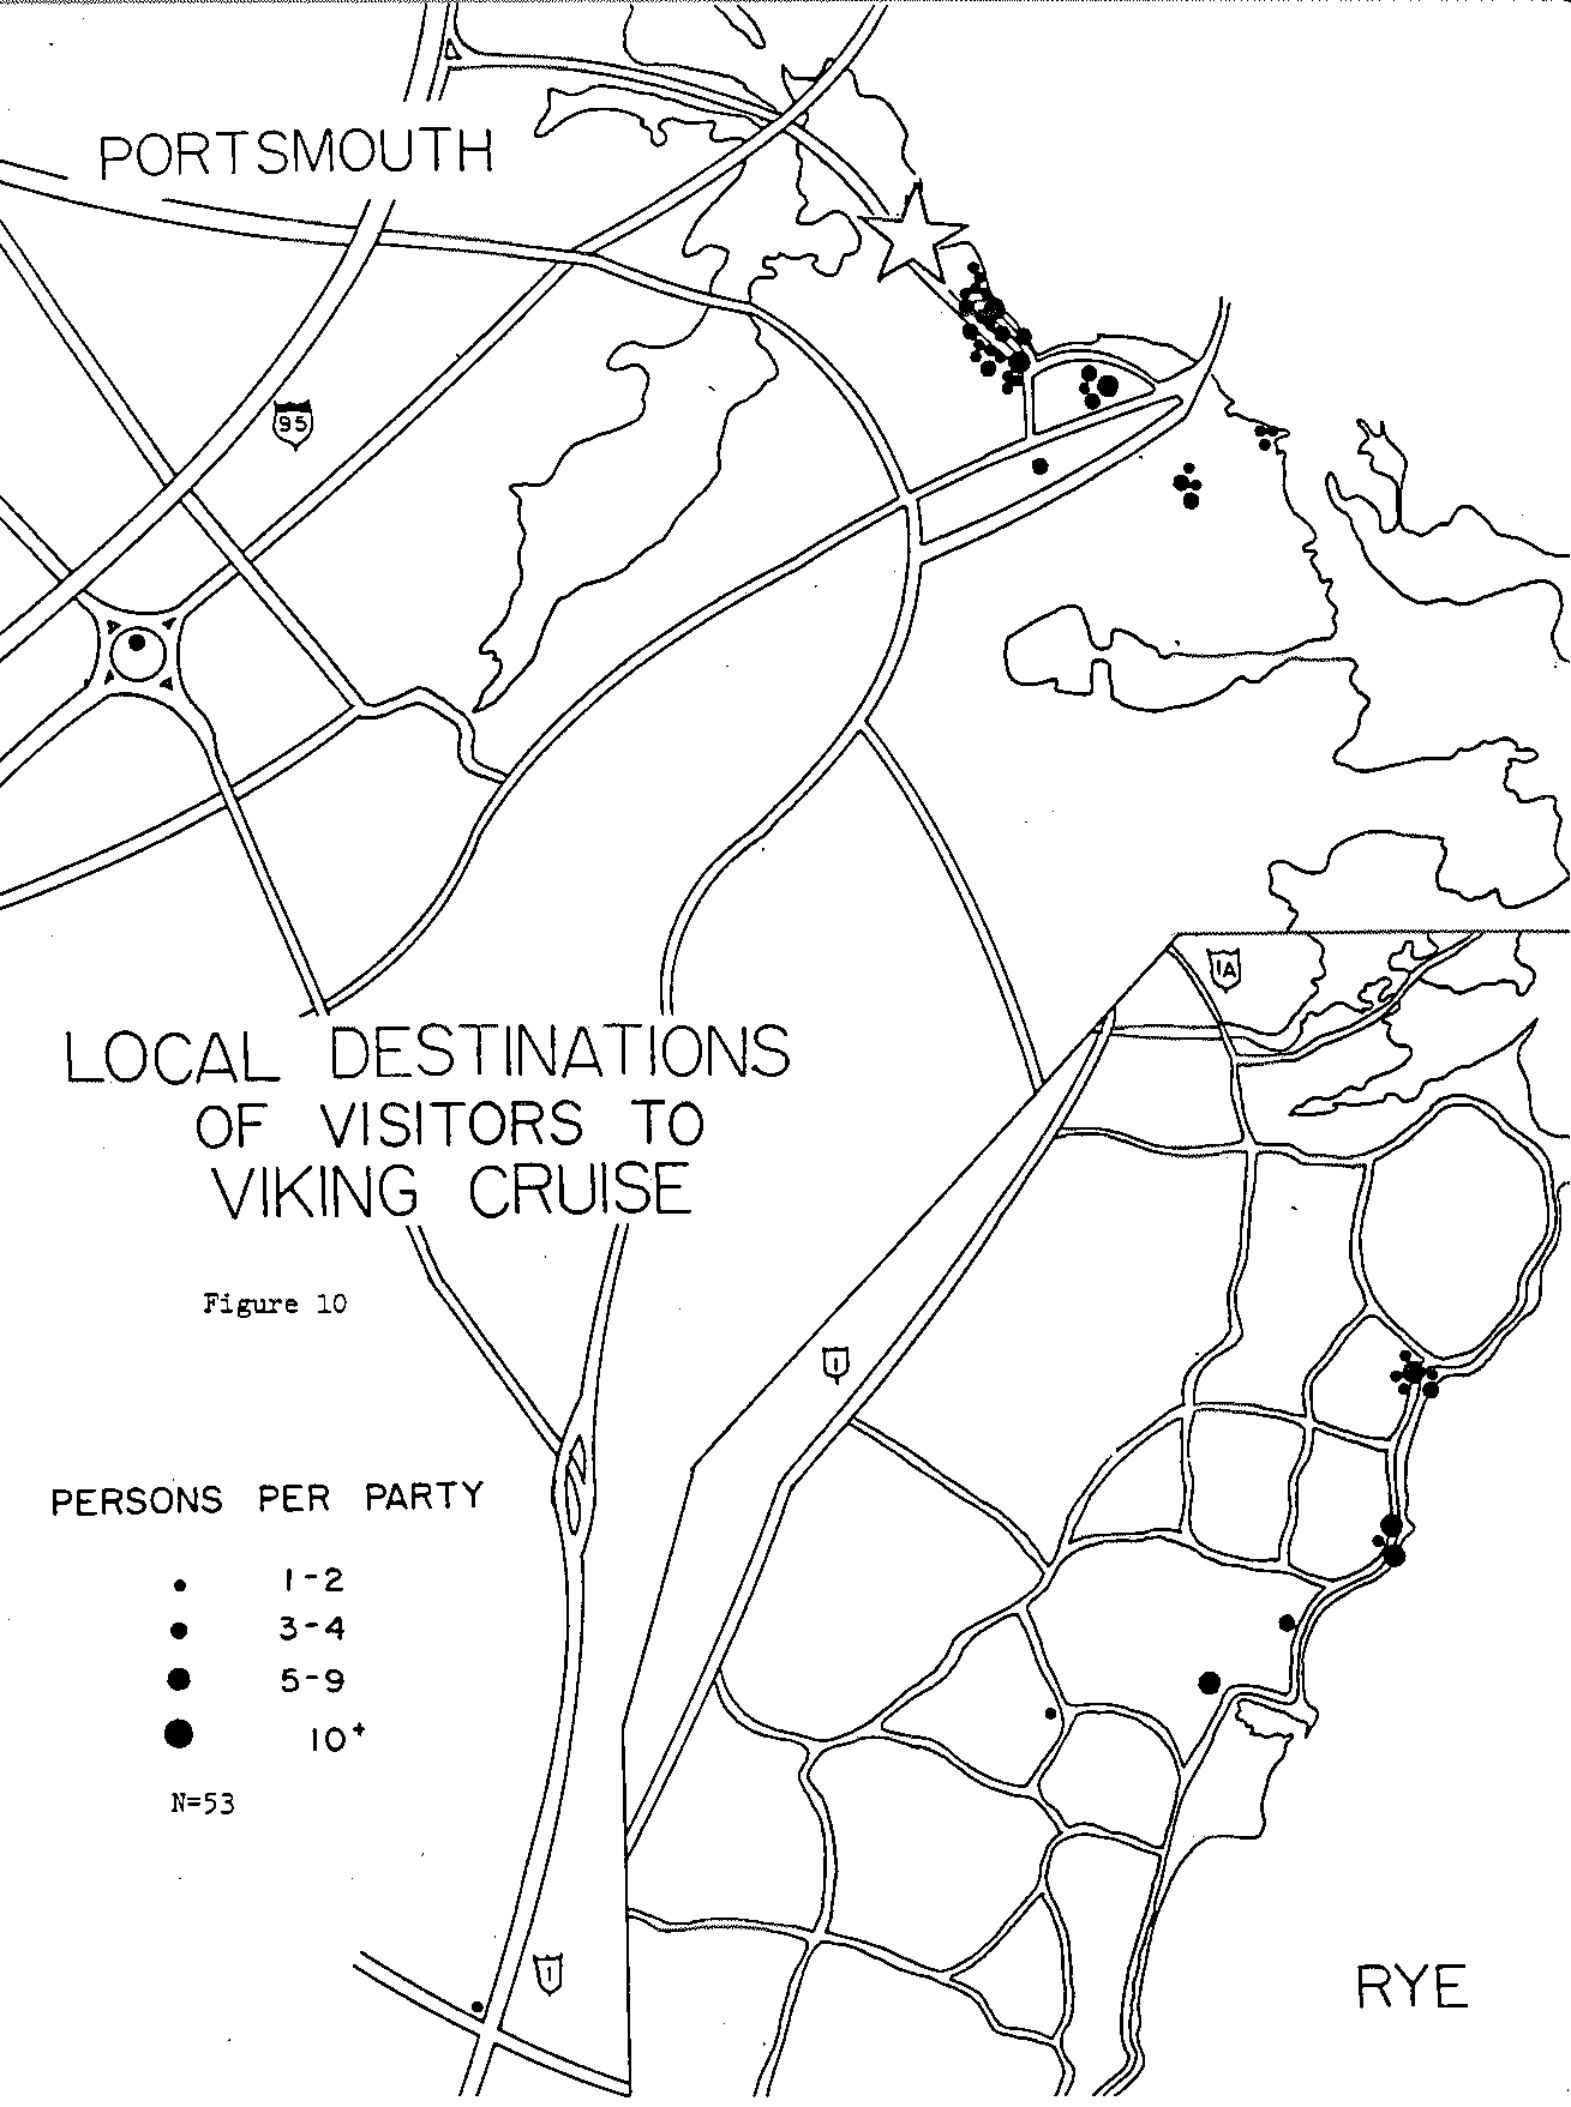 PORTSMOUTH
95
1A
LOCAL DESTINATIONS
OF VISITORS TO
VIKING CRUISE
Figure 10
1
PERSONS PER PARTY
1-2
3-4
5-9
10+
N=53
1
RYE